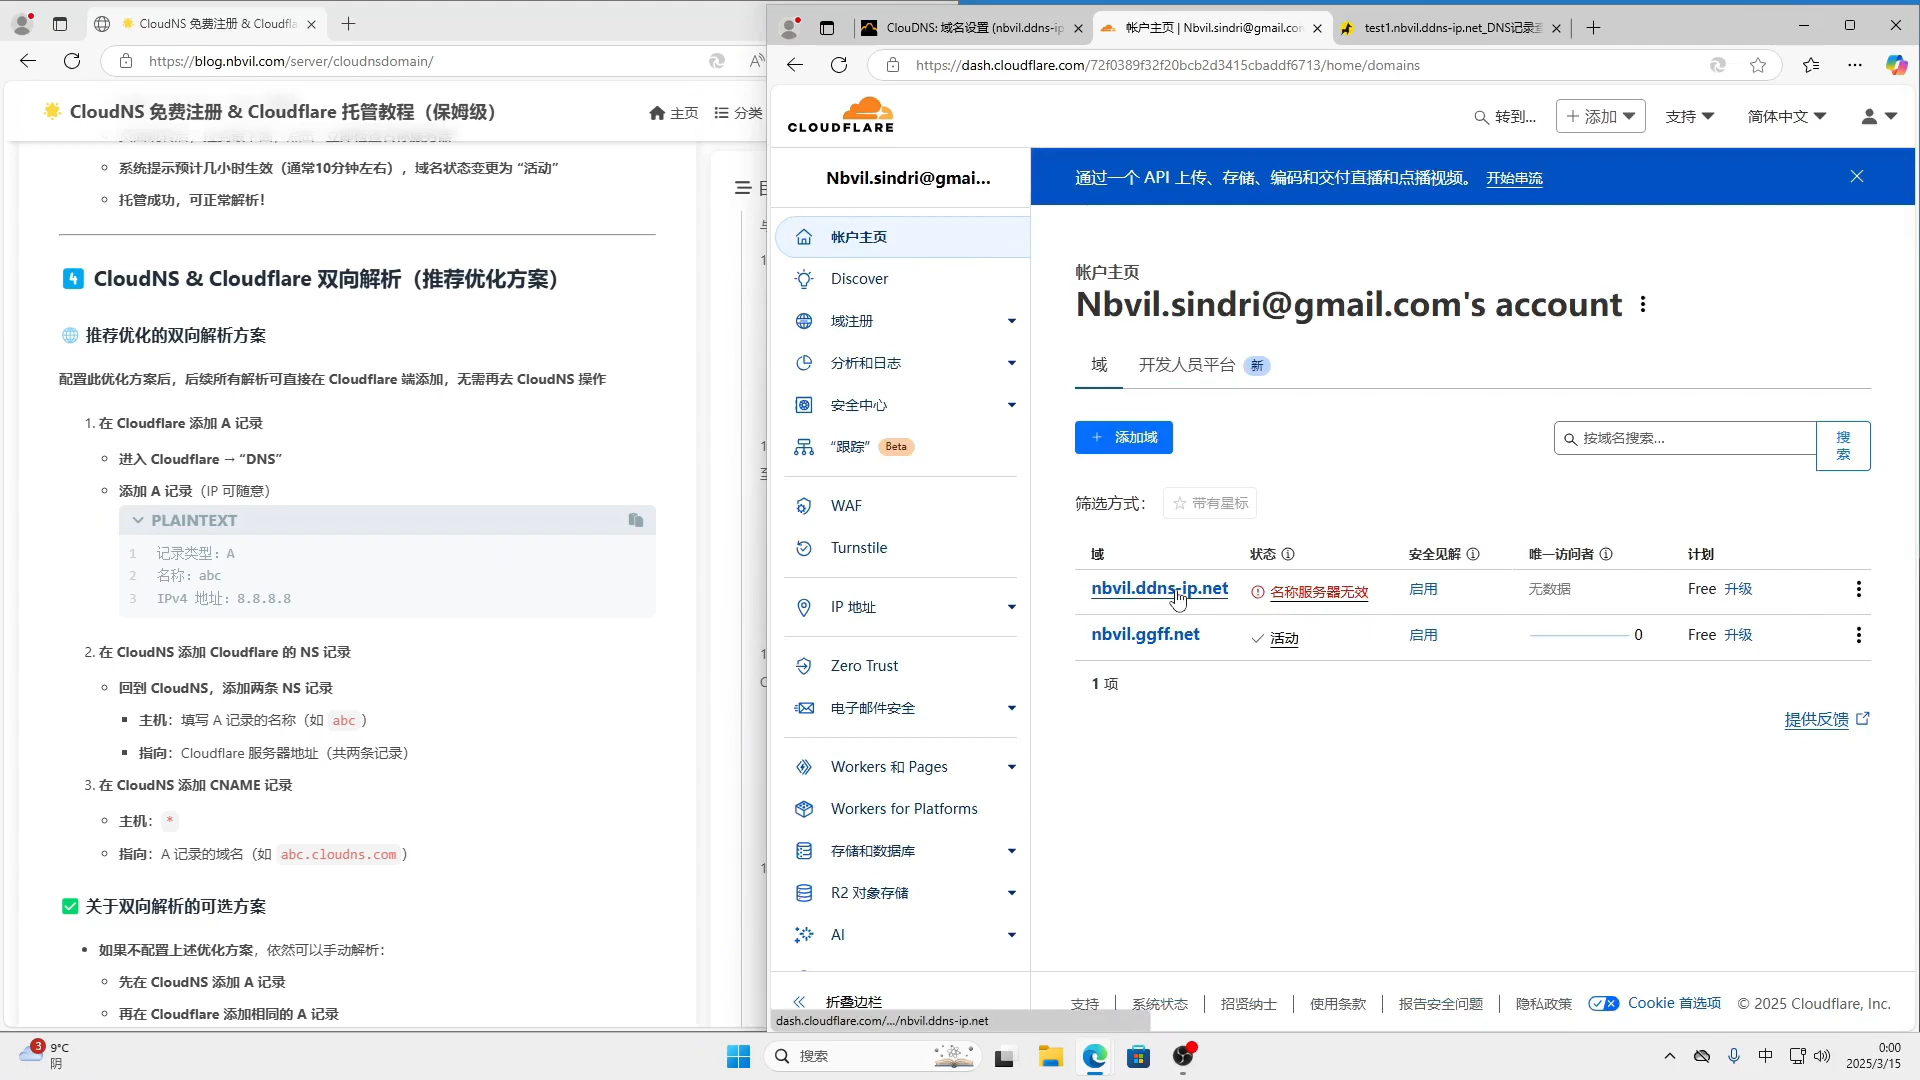 CloudNS 免费注册 & Cloudfla
https://blog.nbvil.com/server/cloudnsdomain/
CloudNS 免费注册 & Cloudflare 托管教程（保姆级）
主页
分类
系统提示预计几小时生效（通常10分钟左右），域名状态变更为 “活动”
托管成功，可正常解析！
4 CloudNS & Cloudflare 双向解析（推荐优化方案）
推荐优化的双向解析方案
配置此优化方案后，后续所有解析可直接在 Cloudflare 端添加，无需再去 CloudNS 操作
1. 在 Cloudflare 添加 A 记录
进入 Cloudflare → “DNS”
添加 A 记录（IP 可随意）
PLAINTEXT
1 记录类型：A
2 名称：abc
3 IPv4 地址：8.8.8.8
2. 在 CloudNS 添加 Cloudflare 的 NS 记录
回到 CloudNS，添加两条 NS 记录
主机：填写 A 记录的名称（如 abc ）
指向：Cloudflare 服务器地址（共两条记录）
3. 在 CloudNS 添加 CNAME 记录
主机： *
指向：A 记录的域名（如 abc.cloudns.com ）
关于双向解析的可选方案
如果不配置上述优化方案，依然可以手动解析：
先在 CloudNS 添加 A 记录
再在 Cloudflare 添加相同的 A 记录
ClouDNS: 域名设置 (nbvil.ddns-ip
帐户主页 | Nbvil.sindri@gmail.co
test1.nbvil.ddns-ip.net_DNS记录
https://dash.cloudflare.com/72f0389f32f20bcb2d3415cbaddf6713/home/domains
CLOUDFLARE
转到...
添加
支持
简体中文
Nbvil.sindri@gmai...
通过一个 API 上传、存储、编码和交付直播和点播视频。 开始串流
帐户主页
Discover
域注册
分析和日志
安全中心
“跟踪” Beta
WAF
Turnstile
IP 地址
Zero Trust
电子邮件安全
Workers 和 Pages
Workers for Platforms
存储和数据库
R2 对象存储
AI
折叠边栏
帐户主页
Nbvil.sindri@gmail.com's account
域
开发人员平台 新
添加域
按域名搜索...
搜索
筛选方式：
带有星标
域 状态 安全见解 唯一访问者 计划
nbvil.ddns-ip.net 名称服务器无效 启用 无数据 Free 升级
nbvil.ggff.net 活动 启用 0 Free 升级
1 项
提供反馈
支持 系统状态 招贤纳士 使用条款 报告安全问题 隐私政策 Cookie 首选项 © 2025 Cloudflare, Inc.
dash.cloudflare.com/.../nbvil.ddns-ip.net
3
9°C
阴
搜索
中
0:00
2025/3/15